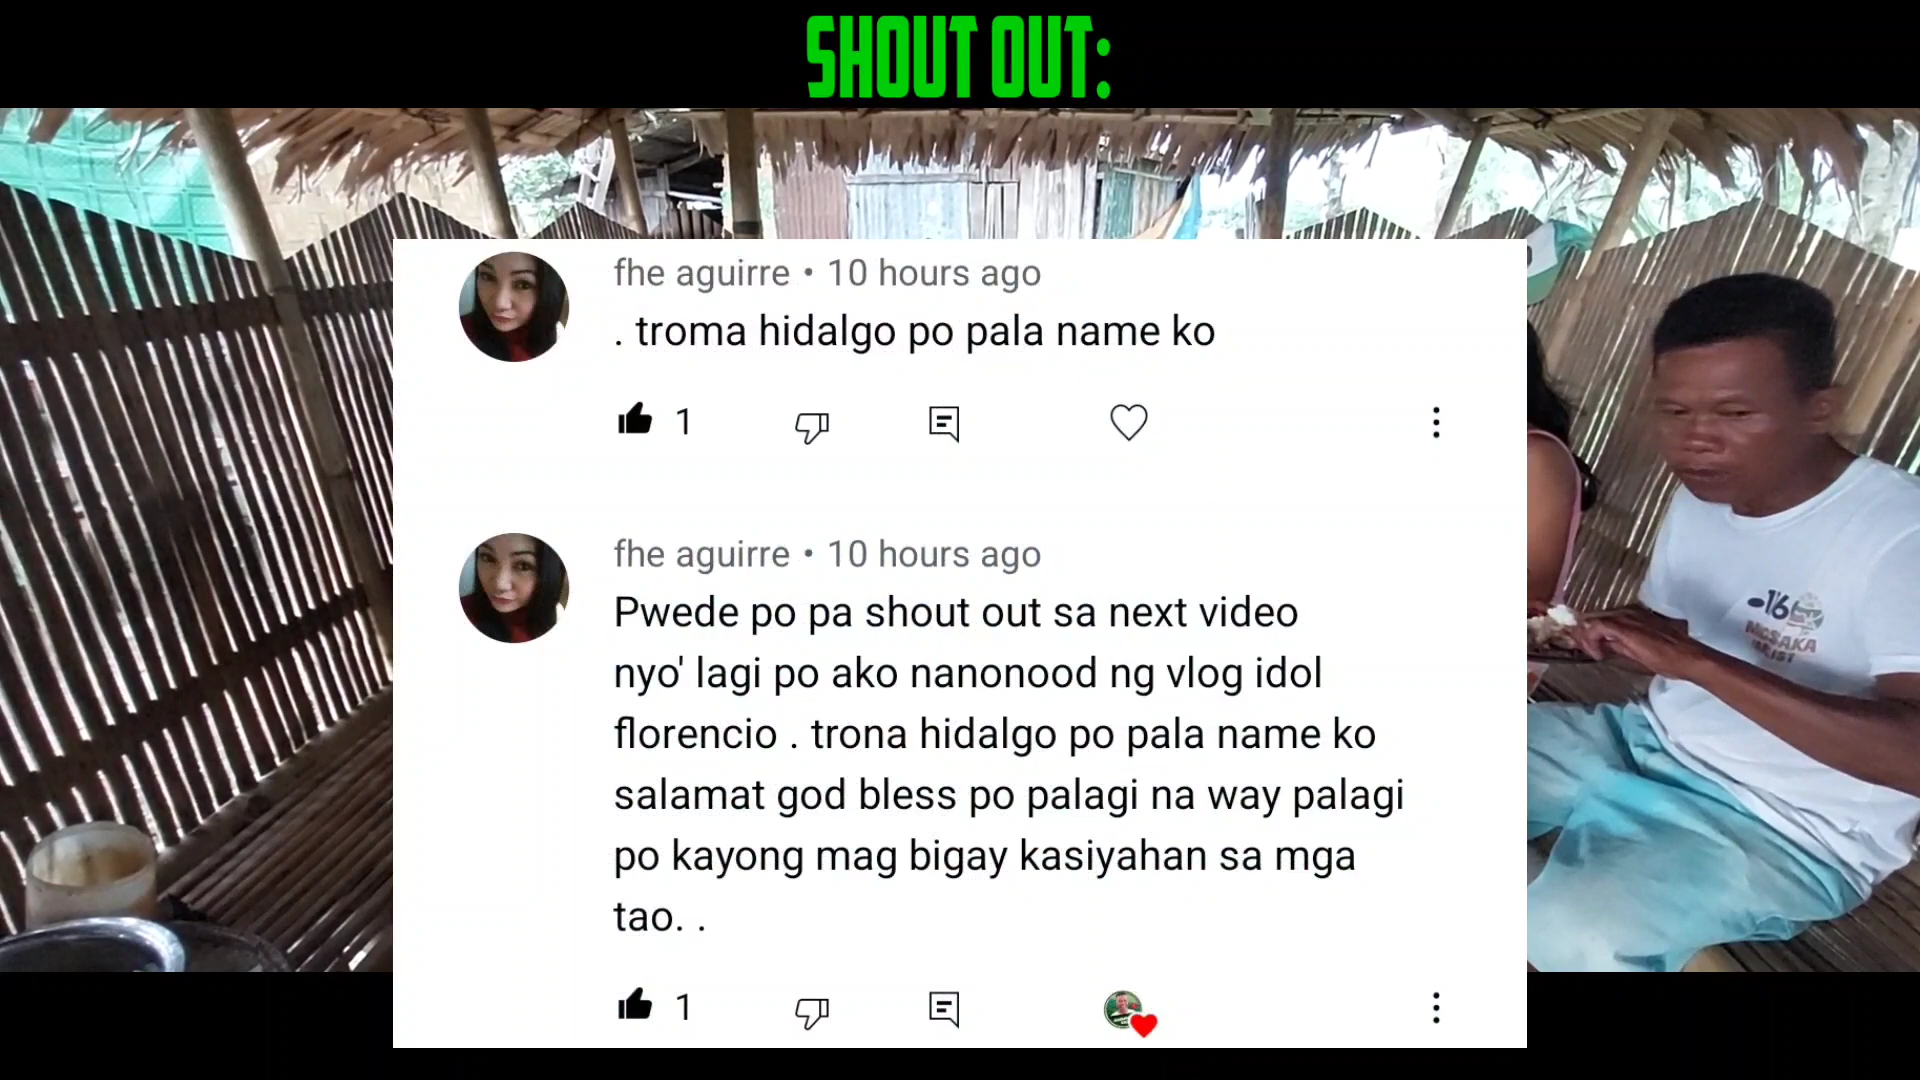 SHOUT OUT:
fhe aguirre • 10 hours ago
. troma hidalgo po pala name ko
1
fhe aguirre • 10 hours ago
Pwede po pa shout out sa next video
nyo' lagi po ako nanonood ng vlog idol
florencio . trona hidalgo po pala name ko
salamat god bless po palagi na way palagi
po kayong mag bigay kasiyahan sa mga
tao. .
1